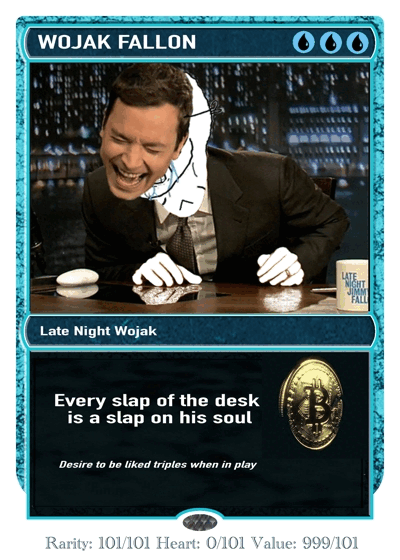 WOJAK FALLON
LATE
NIGHT
JIMMY
FALL
Late Night Wojak
Every slap of the desk
is a slap on his soul
Desire to be liked triples when in play
Rarity: 101/101 Heart: 0/101 Value: 999/101